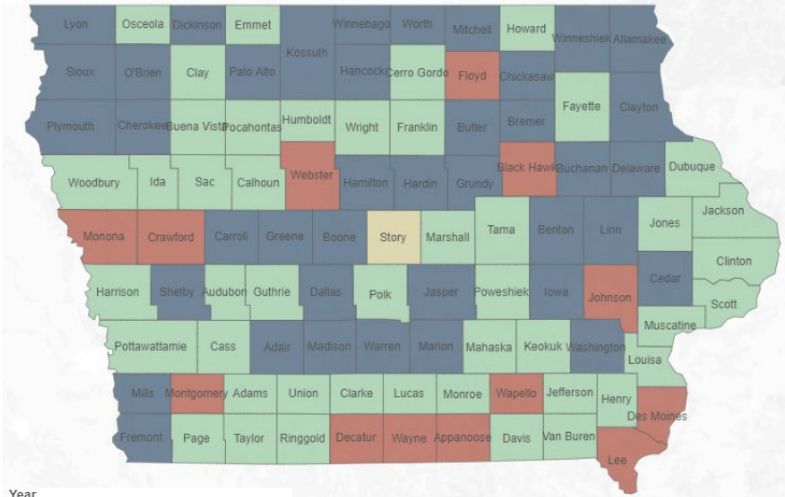 Lyon
Osceola
Dickinson
Emmet
Winnebago
Worth
Mitchell
Howard
Winneshiek
Allamakee
Kossuth
Sioux
O'Brien
Clay
Palo Alto
Hancock
Cerro Gordo
Floyd
Chickasaw
Fayette
Clayton
Plymouth
Cherokee
Buena Vista
Pocahontas
Humboldt
Wright
Franklin
Butler
Bremer
Woodbury
Ida
Sac
Calhoun
Webster
Hamilton
Hardin
Grundy
Black Hawk
Buchanan
Delaware
Dubuque
Monona
Crawford
Carroll
Greene
Boone
Story
Marshall
Tama
Benton
Linn
Jones
Jackson
Clinton
Harrison
Shelby
Audubon
Guthrie
Dallas
Polk
Jasper
Poweshiek
Iowa
Johnson
Cedar
Scott
Muscatine
Pottawattamie
Cass
Adair
Madison
Warren
Marion
Mahaska
Keokuk
Washington
Louisa
Mills
Montgomery
Adams
Union
Clarke
Lucas
Monroe
Wapello
Jefferson
Henry
Des Moines
Fremont
Page
Taylor
Ringgold
Decatur
Wayne
Appanoose
Davis
Van Buren
Lee
Year